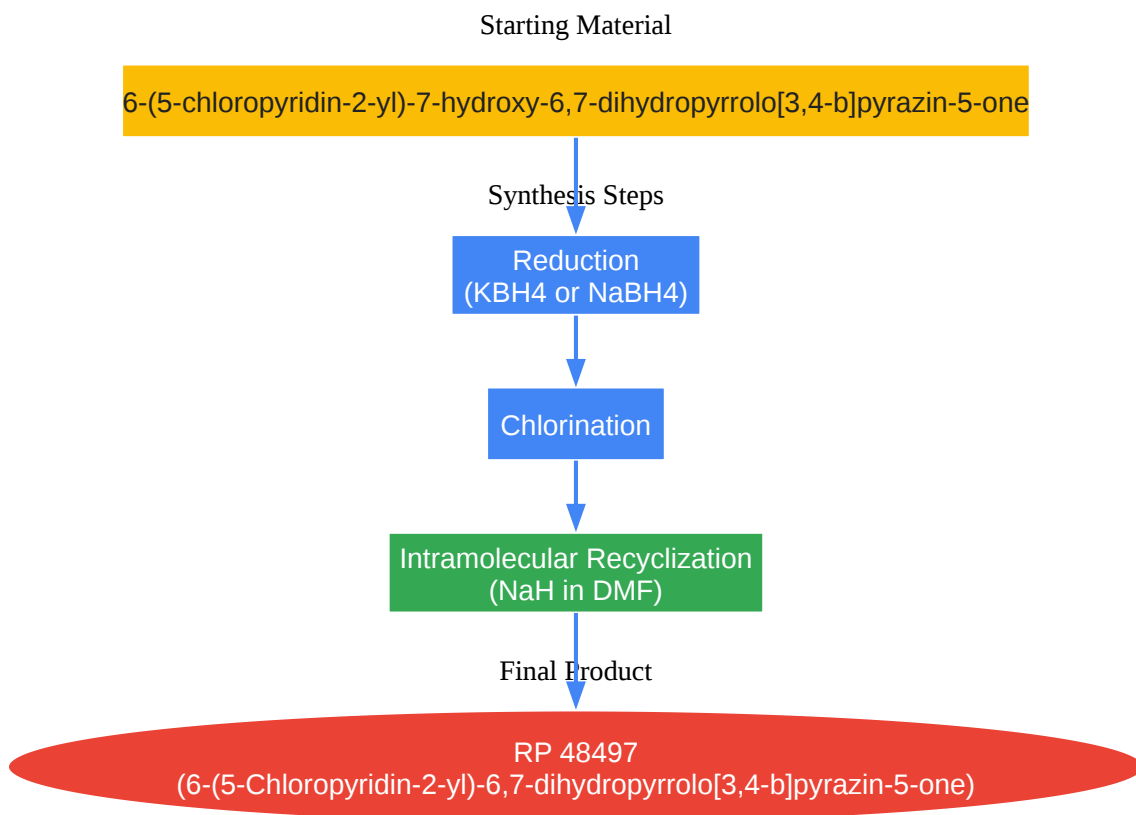 Starting Material
6-(5-chloropyridin-2-yl)-7-hydroxy-6,7-dihydropyrrolo[3,4-b]pyrazin-5-one
Synthesis Steps
Reduction
(KBH4 or NaBH4)
Chlorination
Intramolecular Recyclization
(NaH in DMF)
Final Product
RP 48497
(6-(5-Chloropyridin-2-yl)-6,7-dihydropyrrolo[3,4-b]pyrazin-5-one)